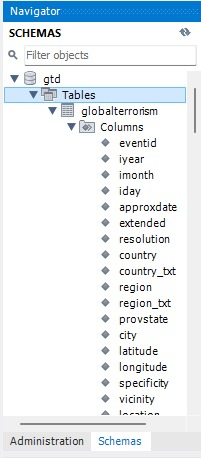 Navigator
SCHEMAS
Filter objects
gtd
Tables
globalterrorism
Columns
eventid
iyear
imonth
iday
approxdate
extended
resolution
country
country_txt
region
region_txt
provstate
city
latitude
longitude
specificity
vicinity
location
Administration Schemas